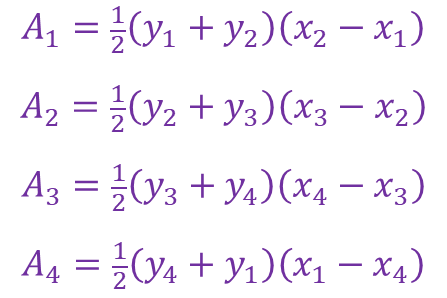 A₁ = ½(y₁ + y₂)(x₂ − x₁)
A₂ = ½(y₂ + y₃)(x₃ − x₂)
A₃ = ½(y₃ + y₄)(x₄ − x₃)
A₄ = ½(y₄ + y₁)(x₁ − x₄)